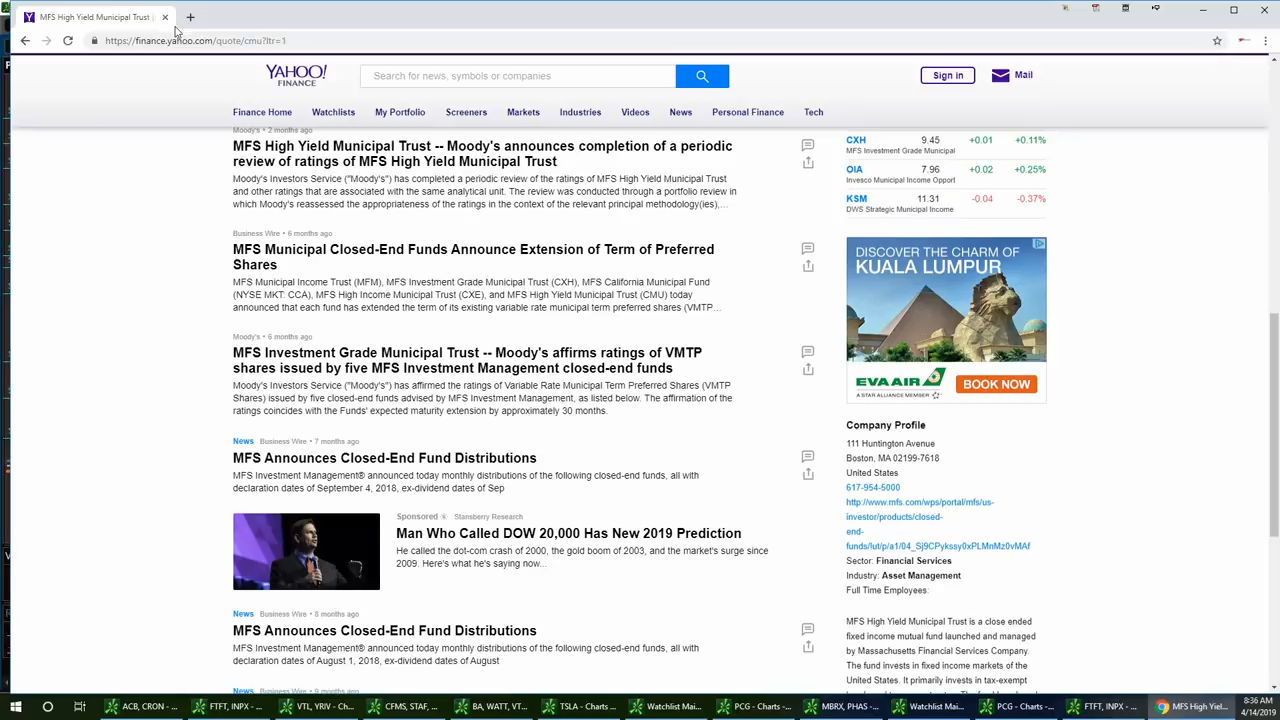 MFS High Yield Municipal Trust
https://finance.yahoo.com/quote/cmu?ltr=1
YAHOO!
FINANCE
Search for news, symbols or companies
Sign in
Mail
Finance Home
Watchlists
My Portfolio
Screeners
Markets
Industries
Videos
News
Personal Finance
Tech
Moody's • 2 months ago
MFS High Yield Municipal Trust -- Moody's announces completion of a periodic
review of ratings of MFS High Yield Municipal Trust
Moody's Investors Service ("Moody's") has completed a periodic review of the ratings of MFS High Yield Municipal Trust
and other ratings that are associated with the same analytical unit. The review was conducted through a portfolio review in
which Moody's reassessed the appropriateness of the ratings in the context of the relevant principal methodology(ies),...
Business Wire • 6 months ago
MFS Municipal Closed-End Funds Announce Extension of Term of Preferred
Shares
MFS Municipal Income Trust (MFM), MFS Investment Grade Municipal Trust (CXH), MFS California Municipal Fund
(NYSE MKT: CCA), MFS High Income Municipal Trust (CXE), and MFS High Yield Municipal Trust (CMU) today
announced that each fund has extended the term of its existing variable rate municipal term preferred shares (VMTP...
Moody's • 6 months ago
MFS Investment Grade Municipal Trust -- Moody's affirms ratings of VMTP
shares issued by five MFS Investment Management closed-end funds
Moody's Investors Service ("Moody's") has affirmed the ratings of Variable Rate Municipal Term Preferred Shares (VMTP
Shares) issued by five closed-end funds advised by MFS Investment Management, as listed below. The affirmation of the
ratings coincides with the Funds' expected maturity extension by approximately 30 months.
News Business Wire • 7 months ago
MFS Announces Closed-End Fund Distributions
MFS Investment Management® announced today monthly distributions of the following closed-end funds, all with
declaration dates of September 4, 2018, ex-dividend dates of Sep
Sponsored Stansberry Research
Man Who Called DOW 20,000 Has New 2019 Prediction
He called the dot-com crash of 2000, the gold boom of 2003, and the market's surge since
2009. Here's what he's saying now...
News Business Wire • 8 months ago
MFS Announces Closed-End Fund Distributions
MFS Investment Management® announced today monthly distributions of the following closed-end funds, all with
declaration dates of August 1, 2018, ex-dividend dates of August
News Business Wire • 9 months ago
CXH 9.45 +0.01 +0.11%
MFS Investment Grade Municipal
OIA 7.96 +0.02 +0.25%
Invesco Municipal Income Opport
KSM 11.31 -0.04 -0.37%
DWS Strategic Municipal Income
DISCOVER THE CHARM OF
KUALA LUMPUR
EVA AIR
A STAR ALLIANCE MEMBER
BOOK NOW
Company Profile
111 Huntington Avenue
Boston, MA 02199-7618
United States
617-954-5000
http://www.mfs.com/wps/portal/mfs/us-
investor/products/closed-
end-
funds/!ut/p/a1/04_Sj9CPykssy0xPLMnMz0vMAf
Sector: Financial Services
Industry: Asset Management
Full Time Employees:
MFS High Yield Municipal Trust is a close ended
fixed income mutual fund launched and managed
by Massachusetts Financial Services Company.
The fund invests in fixed income markets of the
United States. It primarily invests in tax-exempt
ACB, CRON - ...
FTFT, INPX - ...
VTL, YRIV - Ch...
CFMS, STAF, ...
BA, WATT, VT...
TSLA - Charts ...
Watchlist Mai...
PCG - Charts -...
MBRX, PHAS - ...
Watchlist Mai...
PCG - Charts - ...
FTFT, INPX - ...
MFS High Yiel...
8:36 AM
4/14/2019